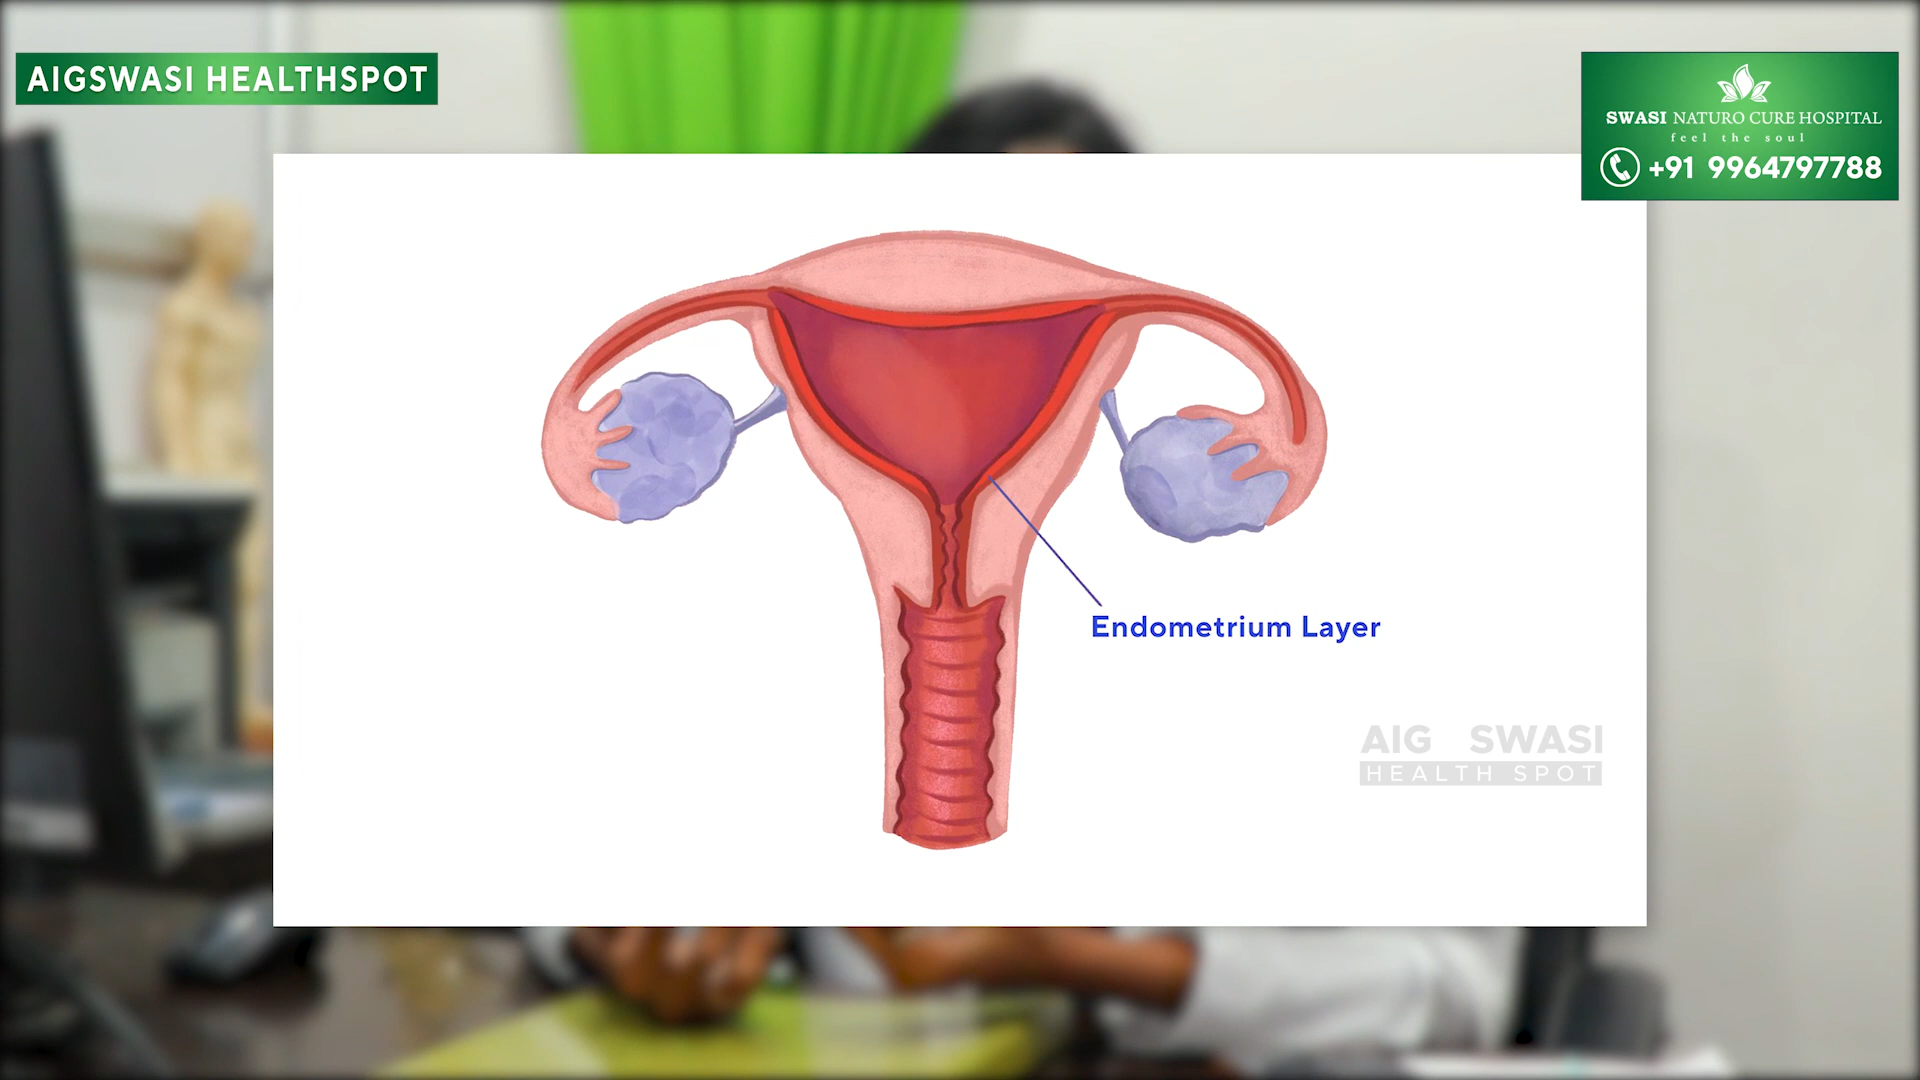 AIGSWASI HEALTHSPOT
SWASI NATURO CURE HOSPITAL
feel the soul
+91 9964797788
Endometrium Layer
AIG SWASI
HEALTH SPOT